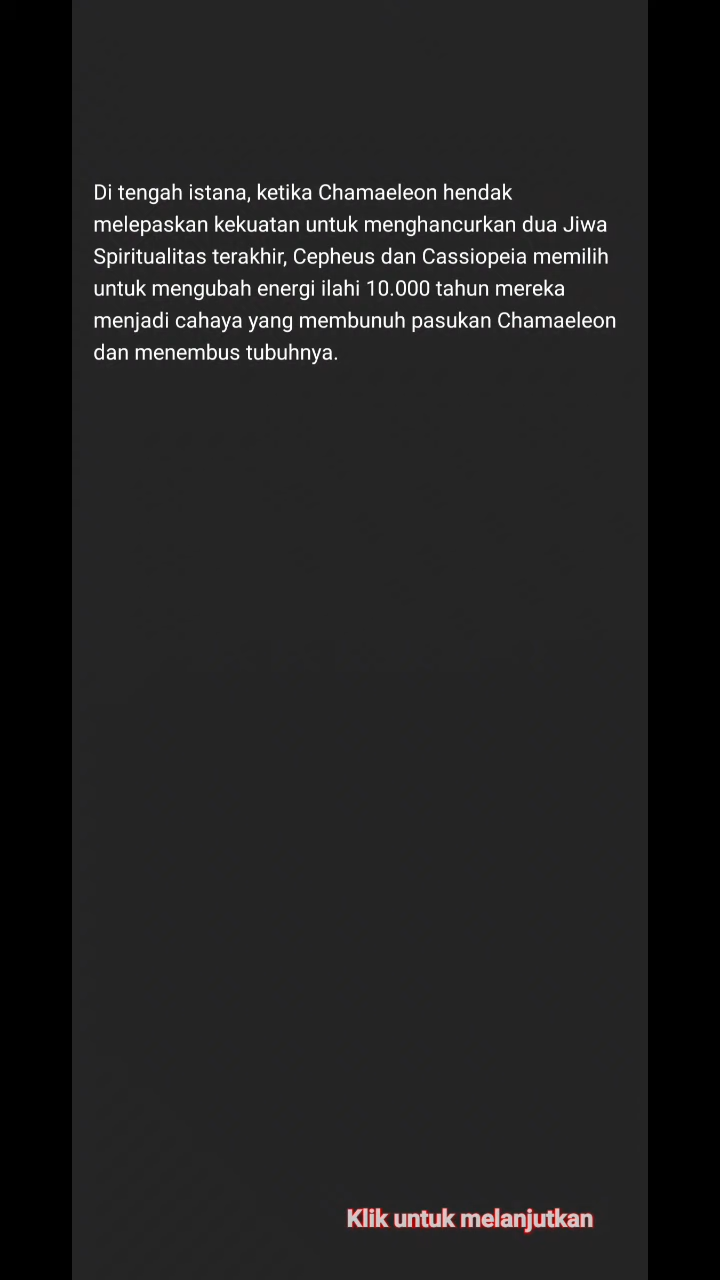 Di tengah istana, ketika Chamaeleon hendak
melepaskan kekuatan untuk menghancurkan dua Jiwa
Spiritualitas terakhir, Cepheus dan Cassiopeia memilih
untuk mengubah energi ilahi 10.000 tahun mereka
menjadi cahaya yang membunuh pasukan Chamaeleon
dan menembus tubuhnya.
Klik untuk melanjutkan